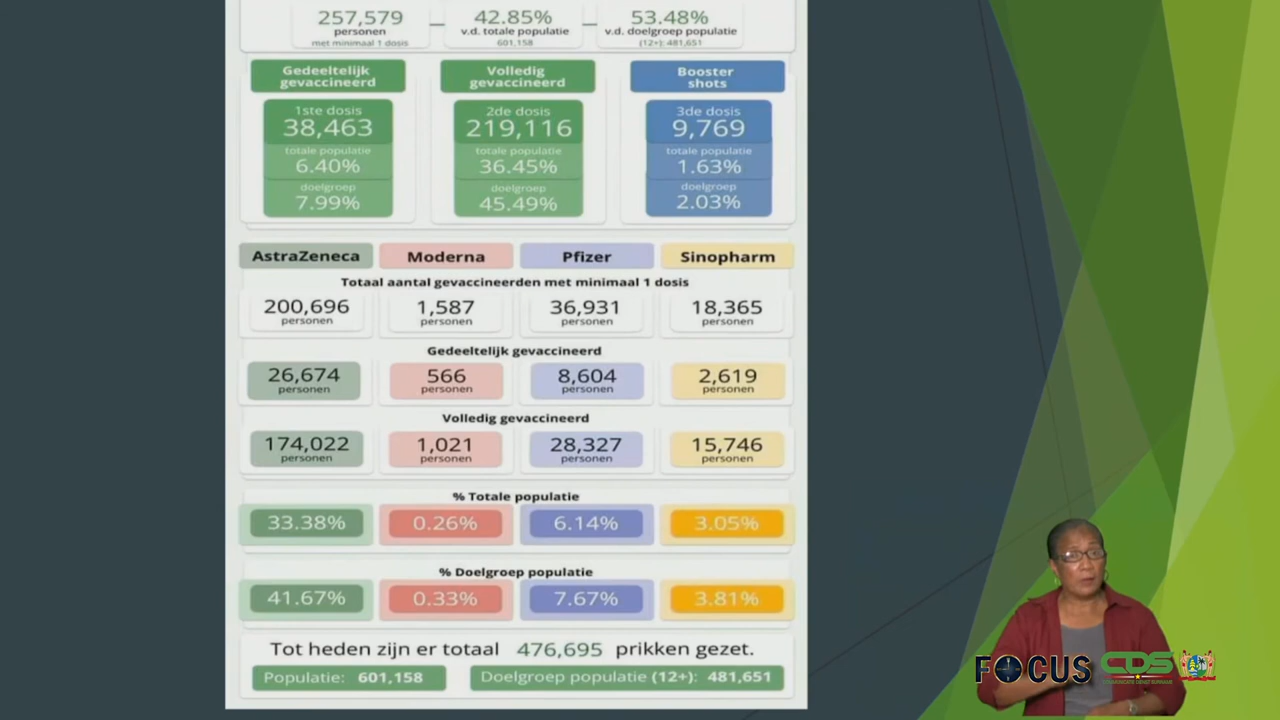 257,579
personen
met minimaal 1 dosis
42.85%
v.d. totale populatie
601,158
53.48%
v.d. doelgroep populatie
(12+): 481,651
Gedeeltelijk
gevaccineerd
Volledig
gevaccineerd
Booster
shots
1ste dosis
38,463
totale populatie
6.40%
doelgroep
7.99%
2de dosis
219,116
totale populatie
36.45%
doelgroep
45.49%
3de dosis
9,769
totale populatie
1.63%
doelgroep
2.03%
AstraZeneca Moderna Pfizer Sinopharm
Totaal aantal gevaccineerden met minimaal 1 dosis
200,696 1,587 36,931 18,365
personen personen personen personen
Gedeeltelijk gevaccineerd
26,674 566 8,604 2,619
personen personen personen personen
Volledig gevaccineerd
174,022 1,021 28,327 15,746
personen personen personen personen
% Totale populatie
33.38% 0.26% 6.14% 3.05%
% Doelgroep populatie
41.67% 0.33% 7.67% 3.81%
Tot heden zijn er totaal 476,695 prikken gezet.
Populatie: 601,158 Doelgroep populatie (12+): 481,651
FOCUS CDS
COMMUNICATIE DIENST SURINAME